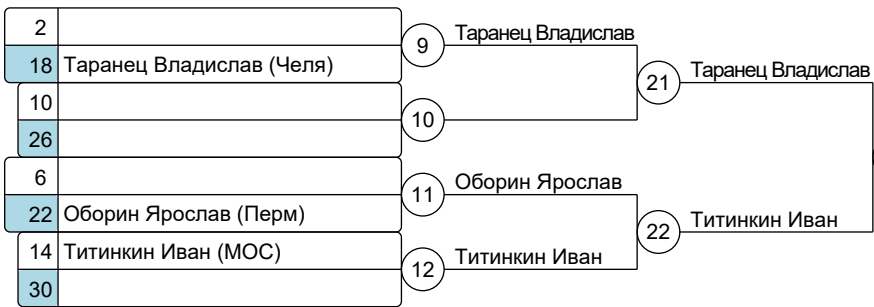 2
18 Таранец Владислав (Челя)
10
26
6
22 Оборин Ярослав (Перм)
14 Титинкин Иван (МОС)
30
9 Таранец Владислав
10
11 Оборин Ярослав
12 Титинкин Иван
21 Таранец Владислав
22 Титинкин Иван